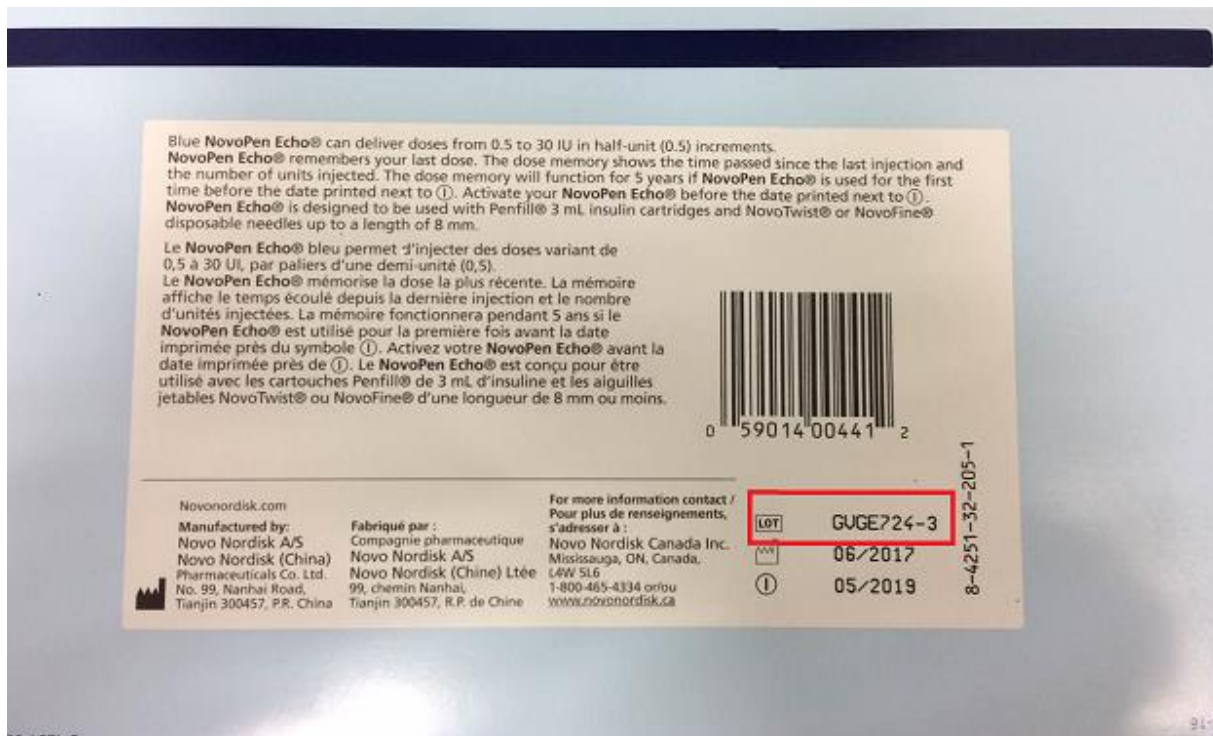 Blue NovoPen Echo® can deliver doses from 0.5 to 30 IU in half-unit (0.5) increments.
NovoPen Echo® remembers your last dose. The dose memory shows the time passed since the last injection and
the number of units injected. The dose memory will function for 5 years if NovoPen Echo® is used for the first
time before the date printed next to Ⓘ. Activate your NovoPen Echo® before the date printed next to Ⓘ.
NovoPen Echo® is designed to be used with Penfill® 3 mL insulin cartridges and NovoTwist® or NovoFine®
disposable needles up to a length of 8 mm.
Le NovoPen Echo® bleu permet d'injecter des doses variant de
0,5 à 30 UI, par paliers d'une demi-unité (0,5).
Le NovoPen Echo® mémorise la dose la plus récente. La mémoire
affiche le temps écoulé depuis la dernière injection et le nombre
d'unités injectées. La mémoire fonctionnera pendant 5 ans si le
NovoPen Echo® est utilisé pour la première fois avant la date
imprimée près du symbole Ⓘ. Activez votre NovoPen Echo® avant la
date imprimée près de Ⓘ. Le NovoPen Echo® est conçu pour être
utilisé avec les cartouches Penfill® de 3 mL d'insuline et les aiguilles
jetables NovoTwist® ou NovoFine® d'une longueur de 8 mm ou moins.
0 59014 00441 2
Novonordisk.com
Manufactured by:
Novo Nordisk A/S
Novo Nordisk (China)
Pharmaceuticals Co. Ltd.
No. 99, Nanhai Road,
Tianjin 300457, P.R. China
Fabriqué par :
Compagnie pharmaceutique
Novo Nordisk A/S
Novo Nordisk (Chine) Ltée
99, chemin Nanhai,
Tianjin 300457, R.P. de Chine
For more information contact /
Pour plus de renseignements,
s'adresser à :
Novo Nordisk Canada Inc.
Mississauga, ON, Canada,
L4W 5L6
1-800-465-4334 or/ou
www.novonordisk.ca
LOT GVGE724-3
06/2017
Ⓘ 05/2019
8-4251-32-205-1